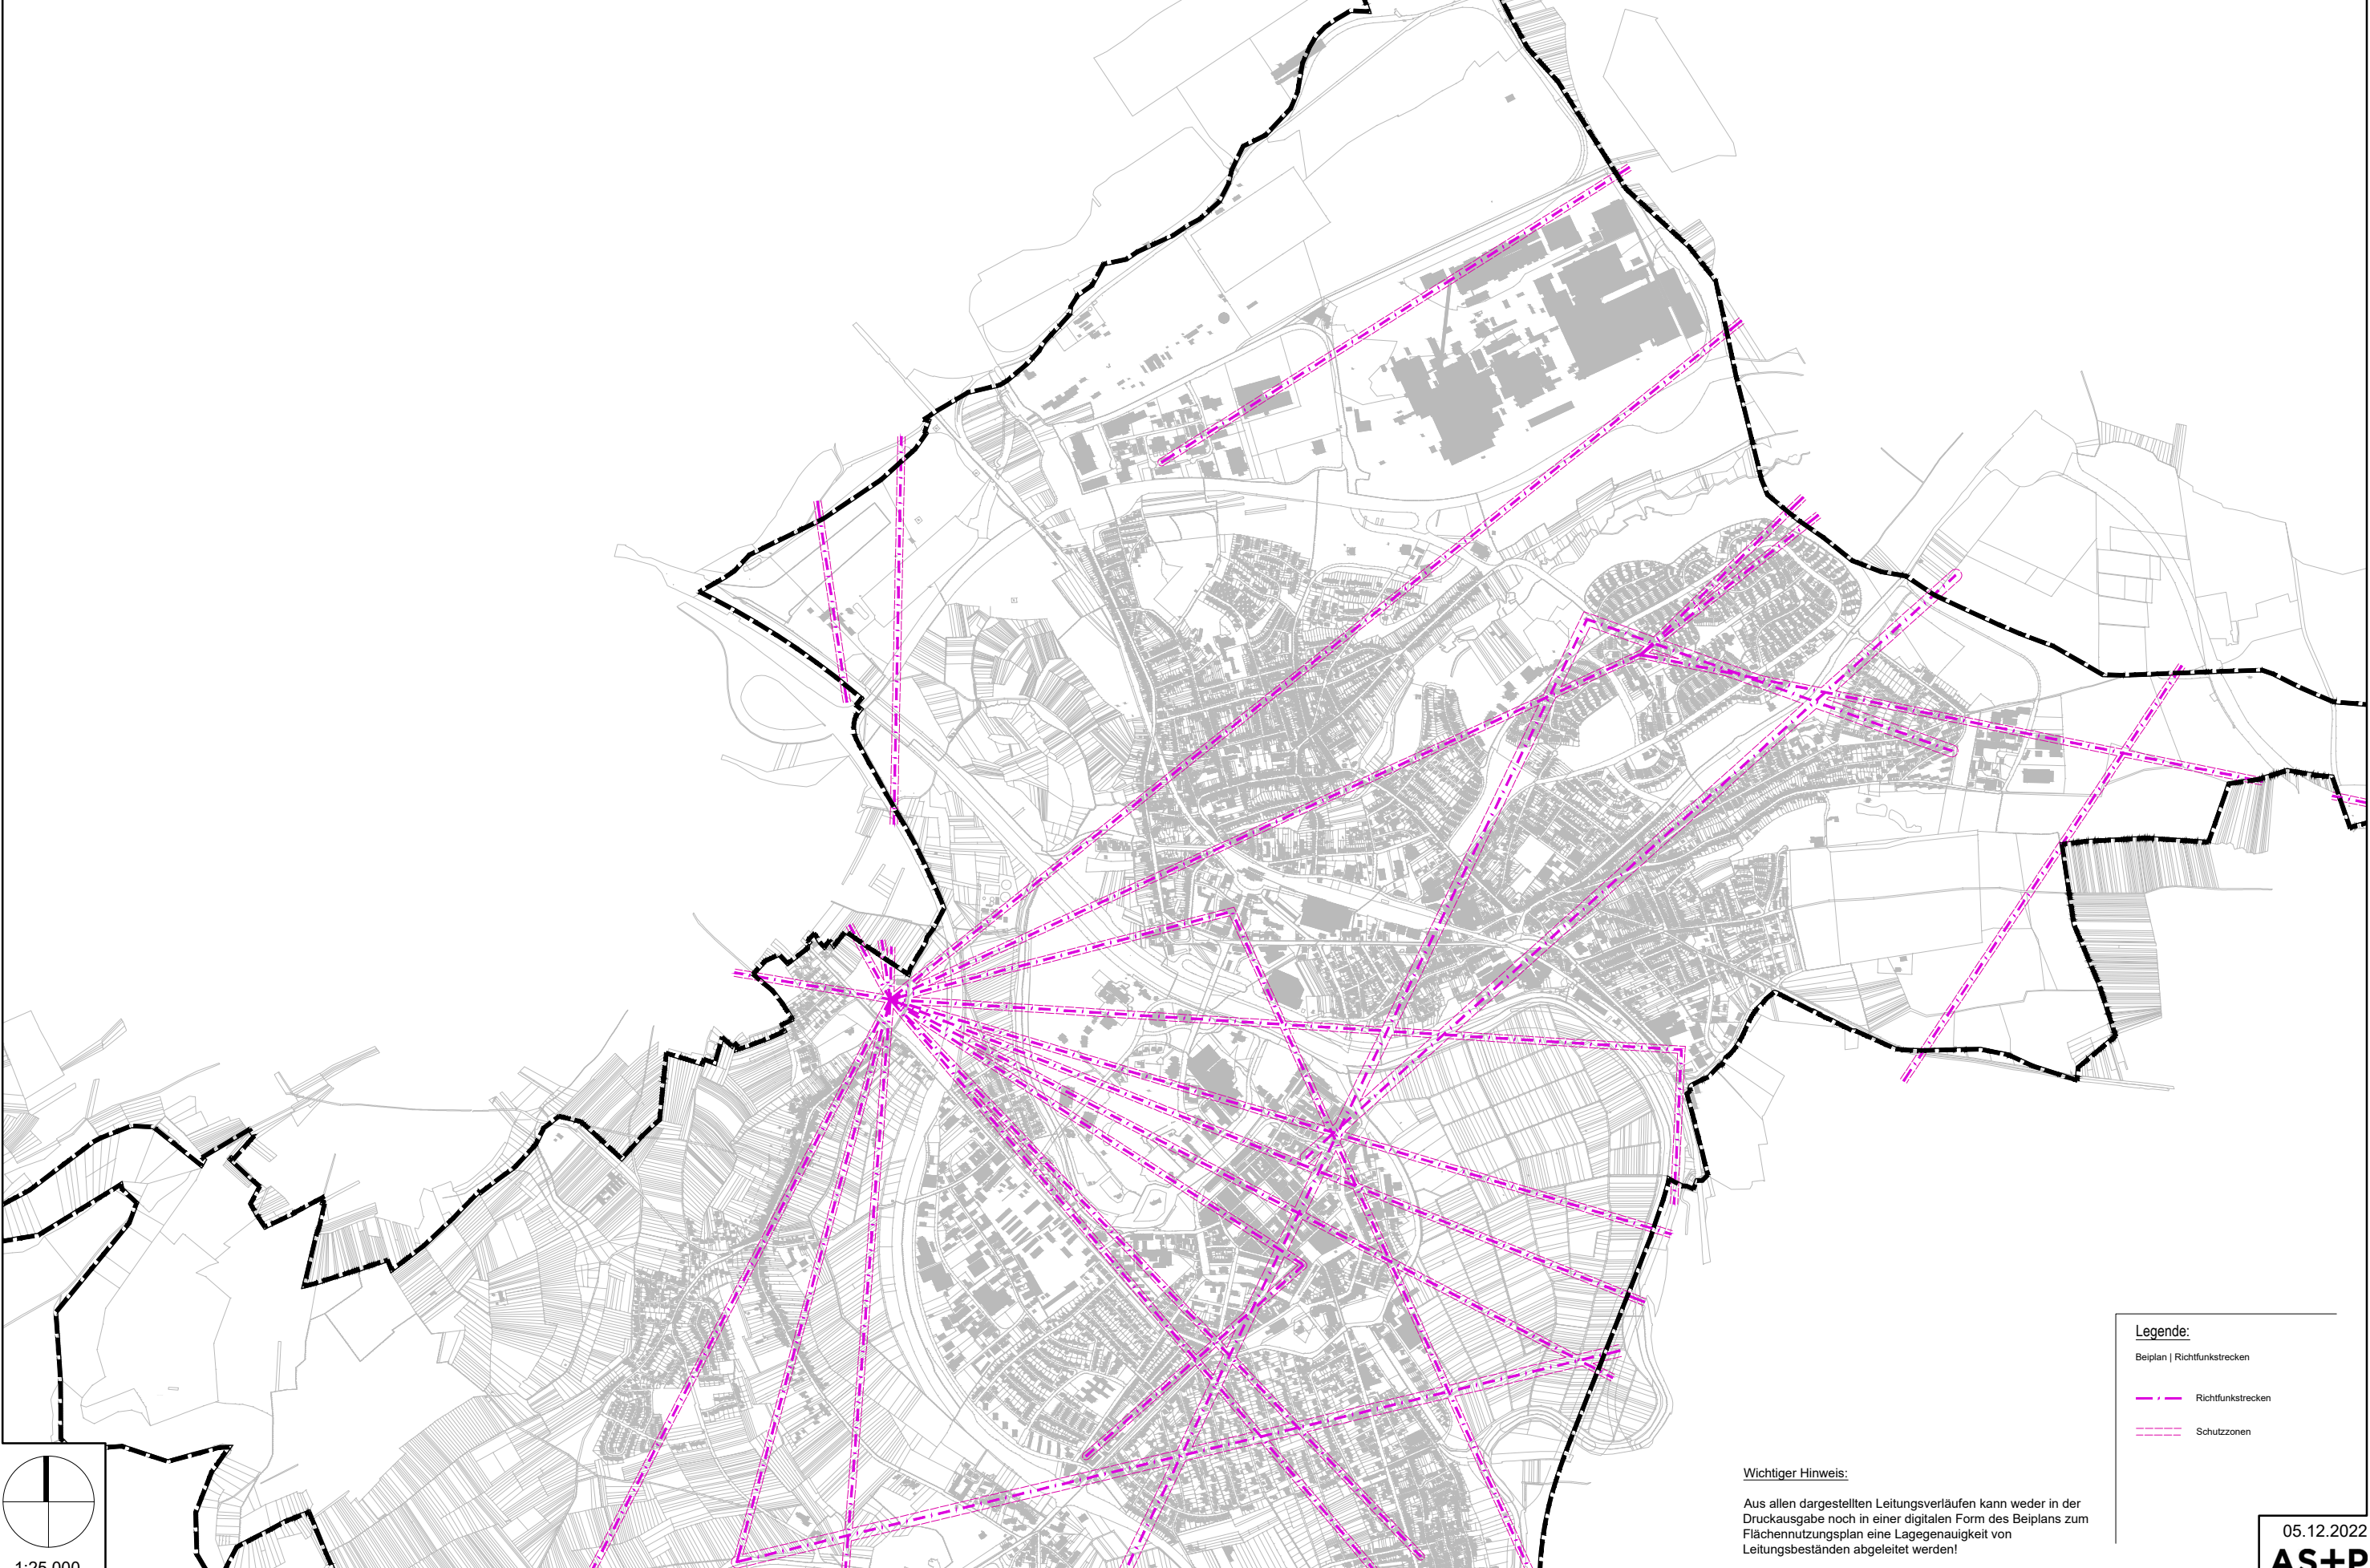 Legende:
Beiplan | Richtfunkstrecken
Richtfunkstrecken
Schutzzonen
Wichtiger Hinweis:
Aus allen dargestellten Leitungsverläufen kann weder in der
Druckausgabe noch in einer digitalen Form des Beiplans zum
Flächennutzungsplan eine Lagegenauigkeit von
Leitungsbeständen abgeleitet werden!
05.12.2022
AS+P
1:25.000